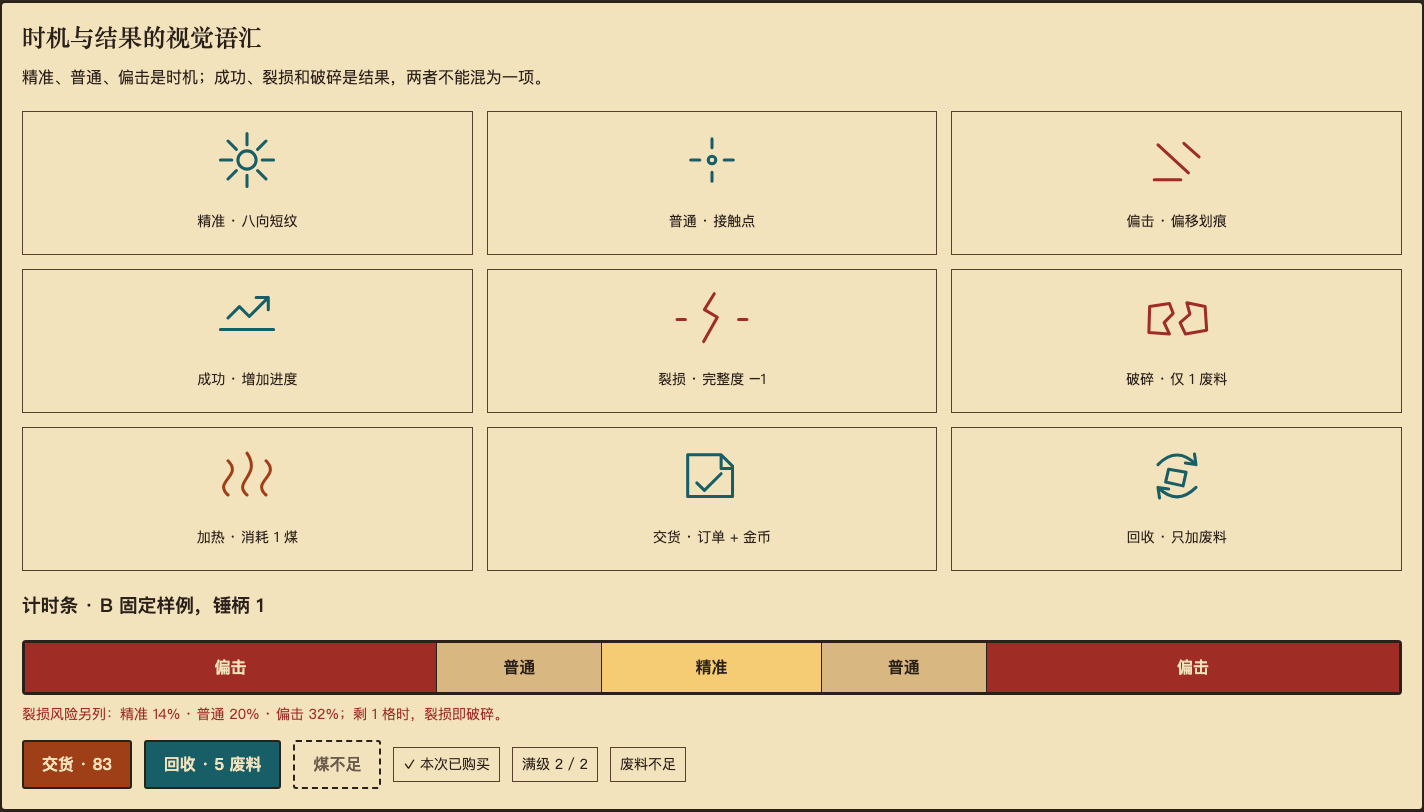 时机与结果的视觉语汇
精准、普通、偏击是时机；成功、裂损和破碎是结果，两者不能混为一项。
精准 · 八向短纹
普通 · 接触点
偏击 · 偏移划痕
成功 · 增加进度
裂损 · 完整度 −1
破碎 · 仅 1 废料
加热 · 消耗 1 煤
交货 · 订单 + 金币
回收 · 只加废料
计时条 · B 固定样例，锤柄 1
偏击
普通
精准
普通
偏击
裂损风险另列：精准 14% · 普通 20% · 偏击 32%；剩 1 格时，裂损即破碎。
交货 · 83
回收 · 5 废料
煤不足
✓ 本次已购买
满级 2 / 2
废料不足